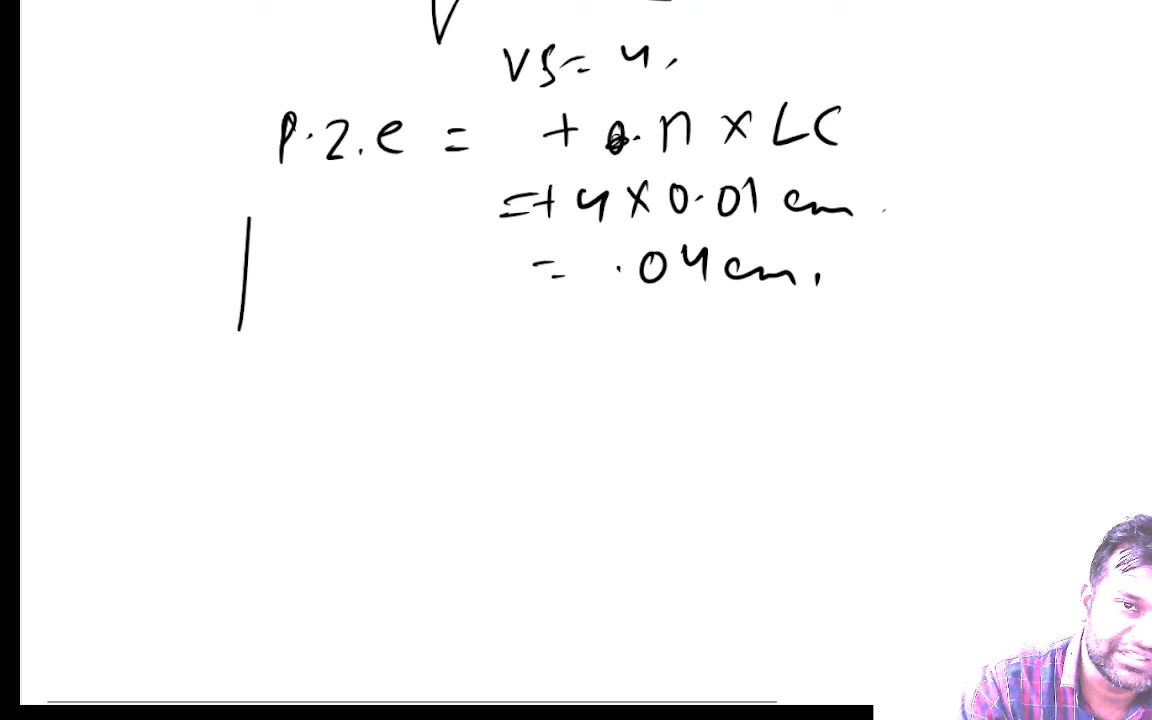 VS = 4.
P.Z.e = + n × LC
= + 4 × 0.01 cm
= .04 cm.